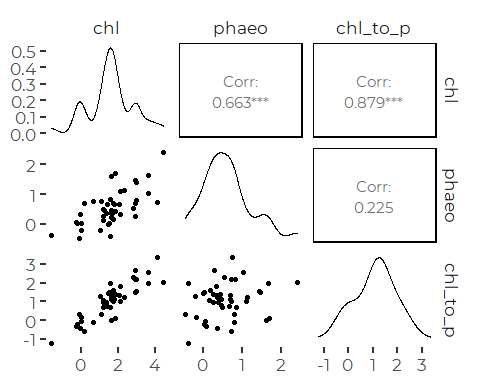 chl phaeo chl_to_p
0.5
0.4
0.3
0.2
0.1
0.0
Corr:
0.663***
Corr:
0.879***
chl
2
1
0
Corr:
0.225
phaeo
3
2
1
0
-1
chl_to_p
0 2 4 0 1 2 -1 0 1 2 3